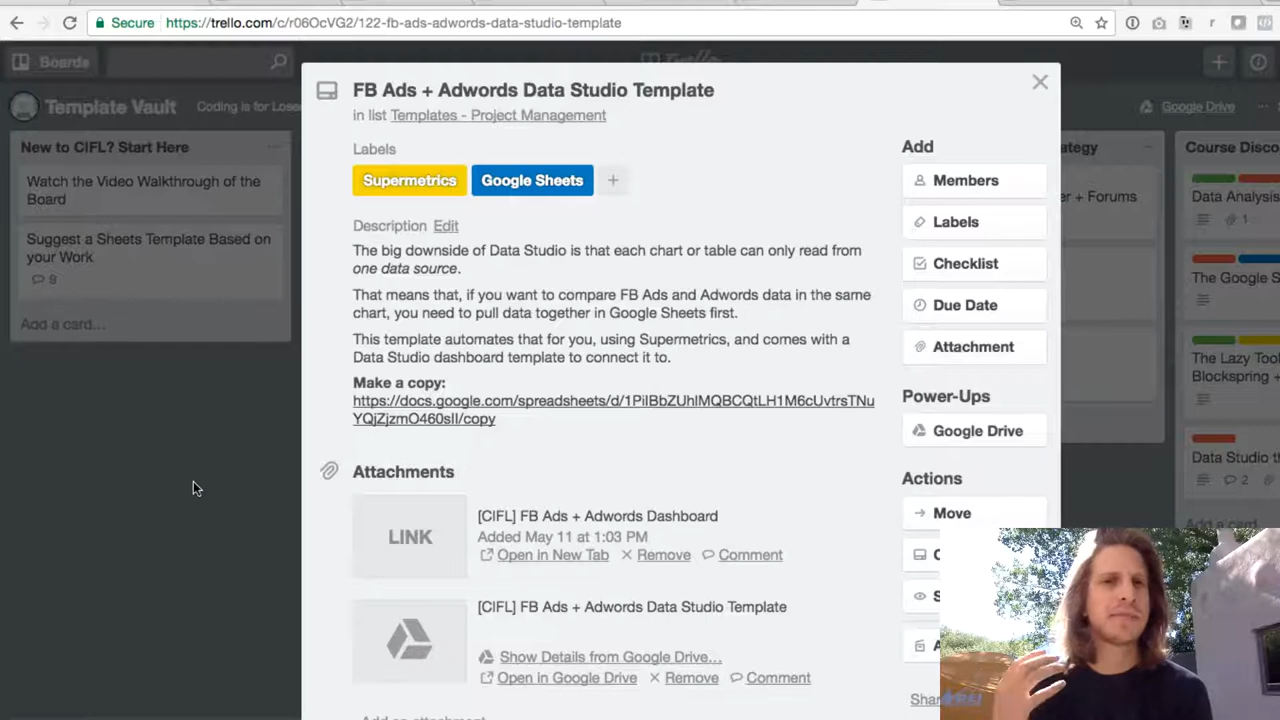 Secure
https://trello.com/c/r06OcVG2/122-fb-ads-adwords-data-studio-template
Boards
Trello
Template Vault
Google Drive
New to CIFL? Start Here
Watch the Video Walkthrough of the
Board
Suggest a Sheets Template Based on
your Work
Add a card...
FB Ads + Adwords Data Studio Template
in list Templates - Project Management
Labels
Supermetrics
Google Sheets
Description Edit
The big downside of Data Studio is that each chart or table can only read from
one data source.
That means that, if you want to compare FB Ads and Adwords data in the same
chart, you need to pull data together in Google Sheets first.
This template automates that for you, using Supermetrics, and comes with a
Data Studio dashboard template to connect it to.
Make a copy:
https://docs.google.com/spreadsheets/d/1PiIBbZUhlMQBCQtLH1M6cUvtrsTNu
YQjZjzmO460slI/copy
Attachments
LINK
[CIFL] FB Ads + Adwords Dashboard
Added May 11 at 1:03 PM
Open in New Tab
Remove
Comment
[CIFL] FB Ads + Adwords Data Studio Template
Show Details from Google Drive...
Open in Google Drive
Remove
Comment
Add
Members
Labels
Checklist
Due Date
Attachment
Power-Ups
Google Drive
Actions
Move
Course Disco
Data Analysis
1
The Google S
The Lazy Too
Blockspring +
Data Studio t
2